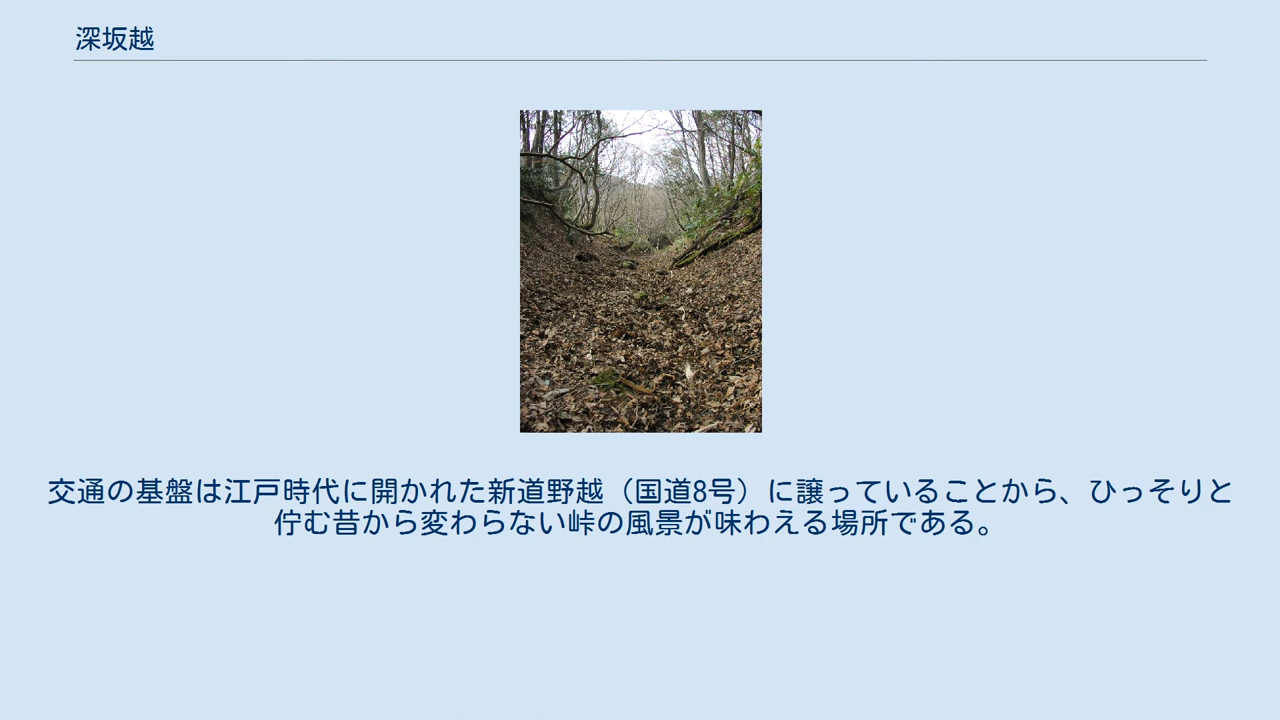 深坂越
交通の基盤は江戸時代に開かれた新道野越（国道8号）に譲っていることから、ひっそりと
佇む昔から変わらない峠の風景が味わえる場所である。